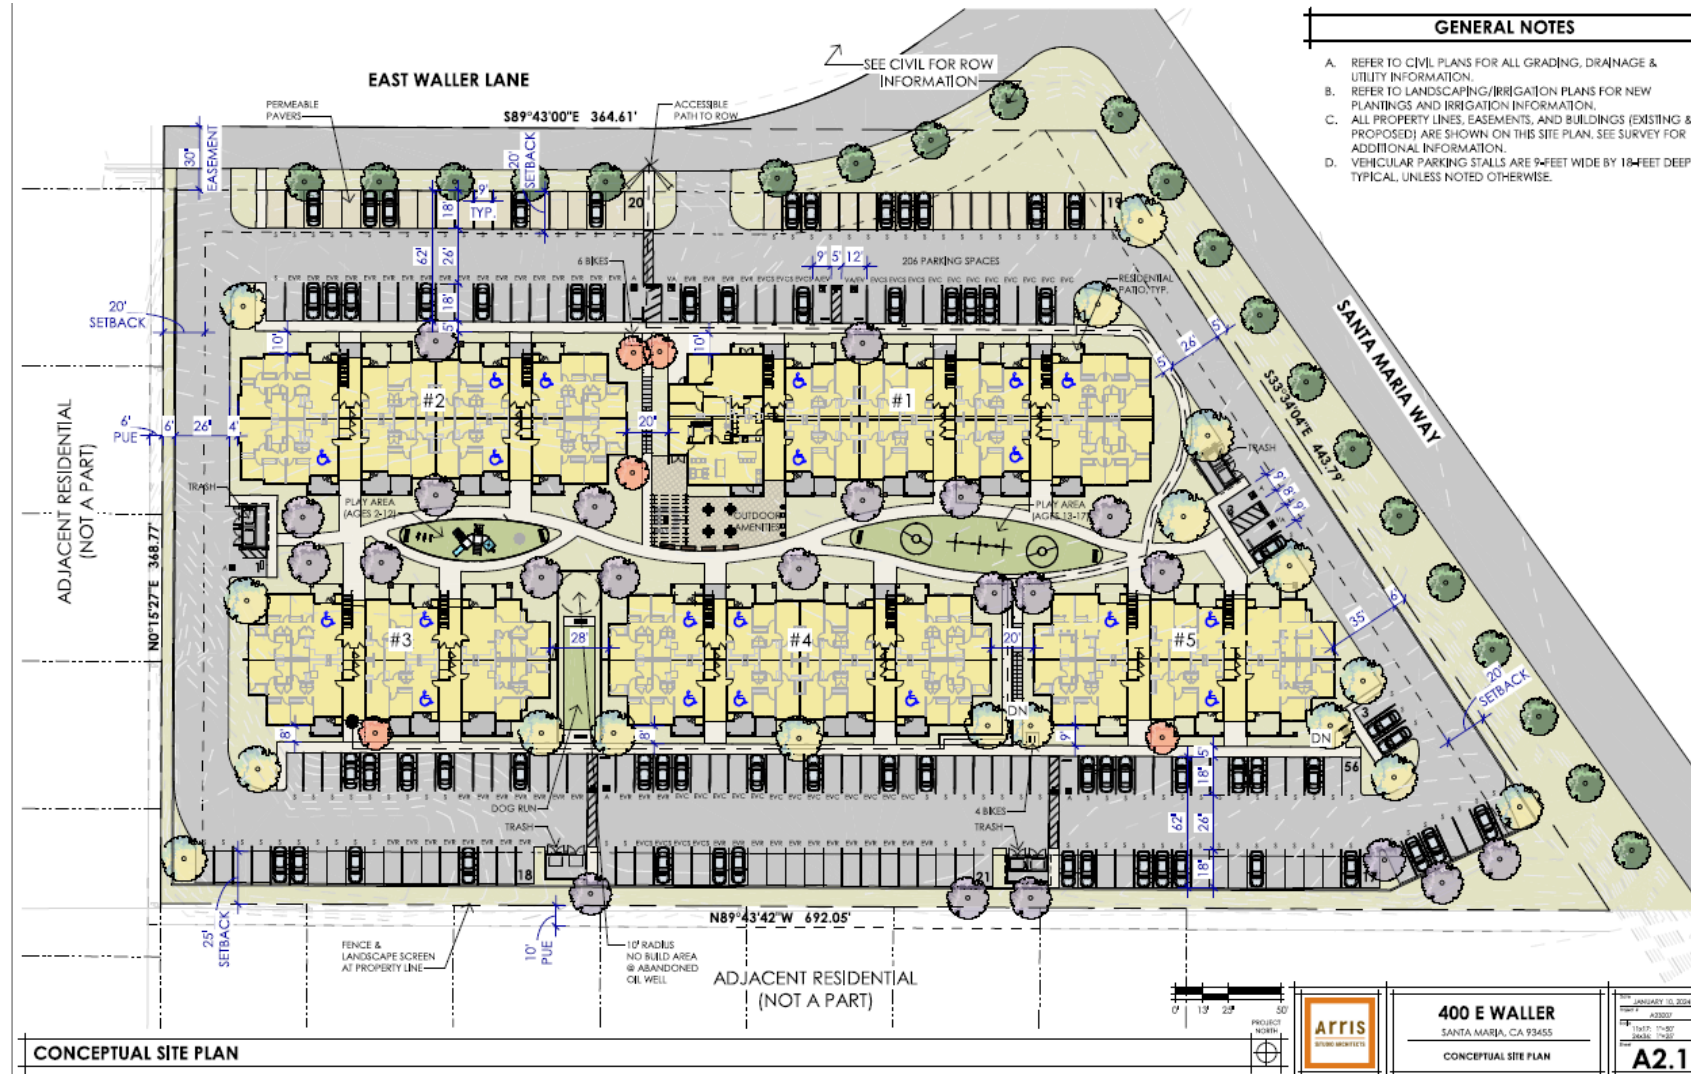 GENERAL NOTES
A. REFER TO CIVIL PLANS FOR ALL GRADING, DRAINAGE &
UTILITY INFORMATION.
B. REFER TO LANDSCAPING/IRRIGATION PLANS FOR NEW
PLANTINGS AND IRRIGATION INFORMATION.
C. ALL PROPERTY LINES, EASEMENTS, AND BUILDINGS (EXISTING &
PROPOSED) ARE SHOWN ON THIS SITE PLAN. SEE SURVEY FOR
ADDITIONAL INFORMATION.
D. VEHICULAR PARKING STALLS ARE 9-FEET WIDE BY 18-FEET DEEP
TYPICAL, UNLESS NOTED OTHERWISE.
SEE CIVIL FOR ROW
INFORMATION
EAST WALLER LANE
PERMEABLE
PAVERS
S89°43'00"E 364.61'
ACCESSIBLE
PATH TO ROW
30'
EASEMENT
20'
SETBACK
9'
TYP.
18'
20
19
62'
26'
6 BIKES
9' 5' 12'
206 PARKING SPACES
RESIDENTIAL
PATIO, TYP.
18'
5'
20'
SETBACK
10'
10'
5'
26'
5'
SANTA MARIA WAY
S33°34'04"E 443.79'
#2
#1
6'
PUE
6'
26'
4'
20'
TRASH
TRASH
ADJACENT RESIDENTIAL
(NOT A PART)
N0°15'27"E 368.77'
PLAY AREA
(AGES 2-12)
OUTDOOR
AMENITIES
PLAY AREA
(AGES 13-17)
9'
8'
9'
VA
#3
28'
#4
20'
#5
35'
6'
20'
SETBACK
DN
DN
3
8'
8'
9'
5'
18'
56
DOG RUN
4 BIKES
62'
26'
TRASH
TRASH
18
21
18'
17
25'
SETBACK
N89°43'42"W 692.05'
10'
PUE
FENCE &
LANDSCAPE SCREEN
AT PROPERTY LINE
10' RADIUS
NO BUILD AREA
@ ABANDONED
OIL WELL
ADJACENT RESIDENTIAL
(NOT A PART)
0' 13' 25' 50'
PROJECT
NORTH
CONCEPTUAL SITE PLAN
ARRIS
STUDIO ARCHITECTS
400 E WALLER
SANTA MARIA, CA 93455
CONCEPTUAL SITE PLAN
JANUARY 10, 2024
A2.1